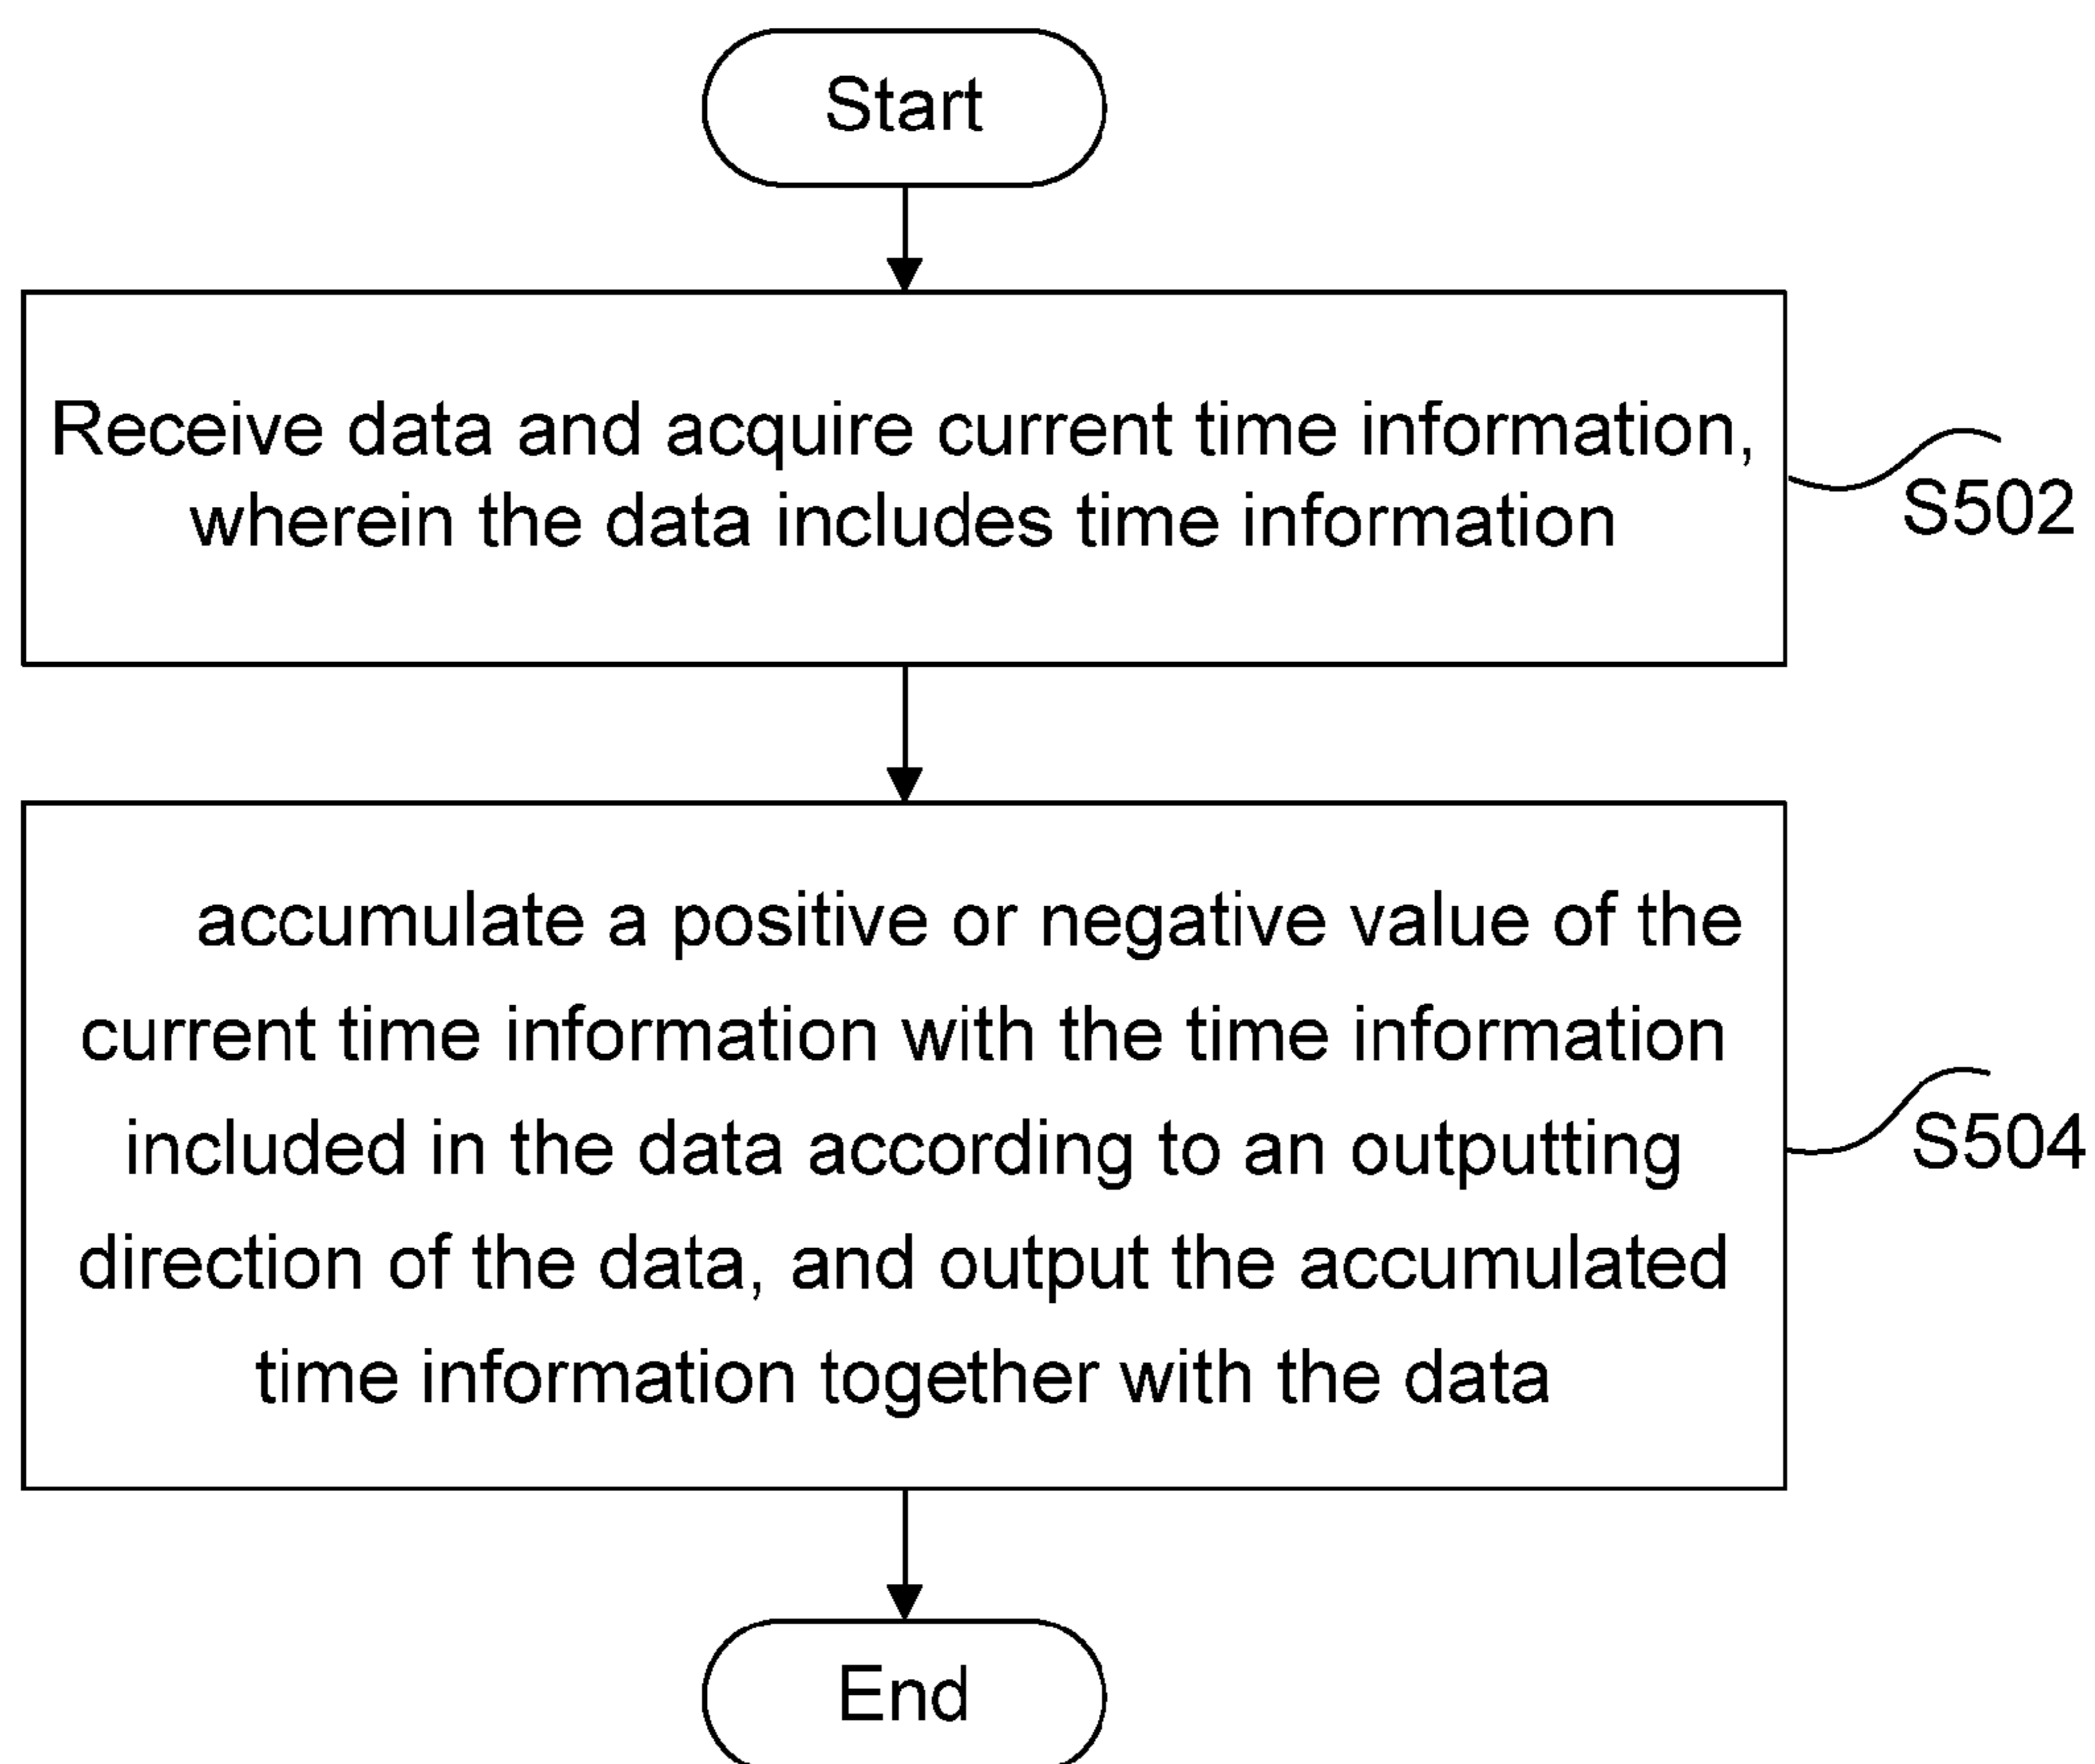 Start
Receive data and acquire current time information,
wherein the data includes time information
S502
accumulate a positive or negative value of the
current time information with the time information
included in the data according to an outputting
direction of the data, and output the accumulated
time information together with the data
S504
End